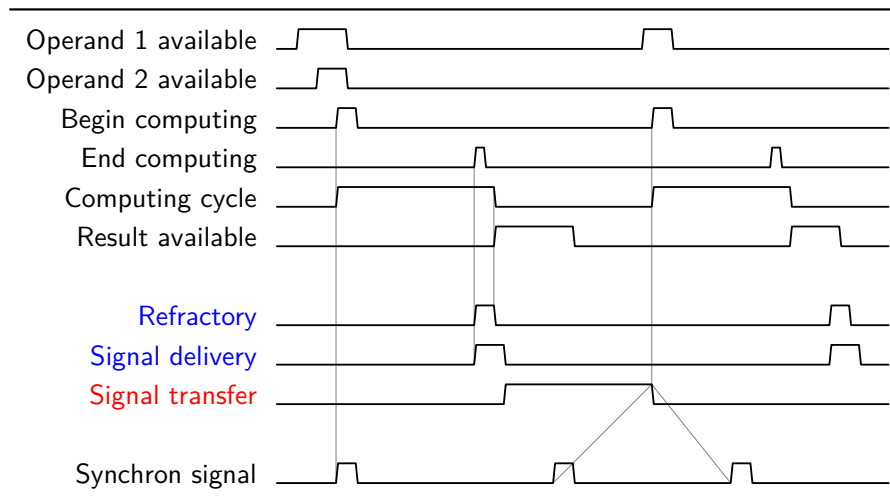 Operand 1 available
Operand 2 available
Begin computing
End computing
Computing cycle
Result available
Refractory
Signal delivery
Signal transfer
Synchron signal